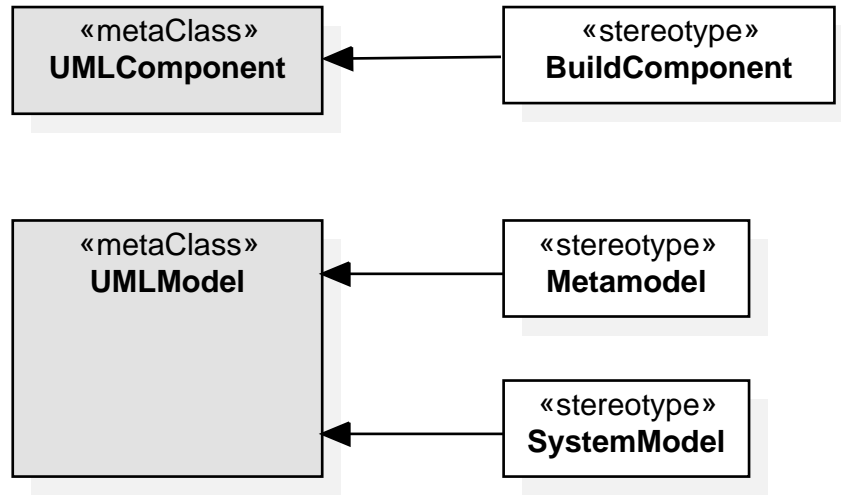 «metaClass»
UMLComponent
«stereotype»
BuildComponent
«metaClass»
UMLModel
«stereotype»
Metamodel
«stereotype»
SystemModel